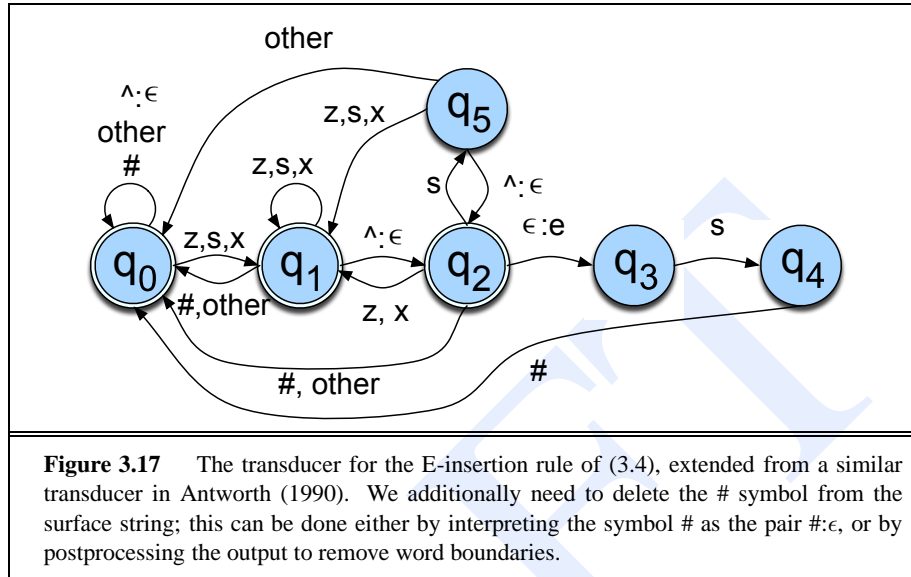 other
^:ϵ
other
#
q5
z,s,x
z,s,x
s
^:ϵ
ϵ:e
s
z,s,x
^:ϵ
q0
q1
q2
q3
q4
#,other
z, x
#, other
#
Figure 3.17 The transducer for the E-insertion rule of (3.4), extended from a similar
transducer in Antworth (1990). We additionally need to delete the # symbol from the
surface string; this can be done either by interpreting the symbol # as the pair #:ϵ, or by
postprocessing the output to remove word boundaries.